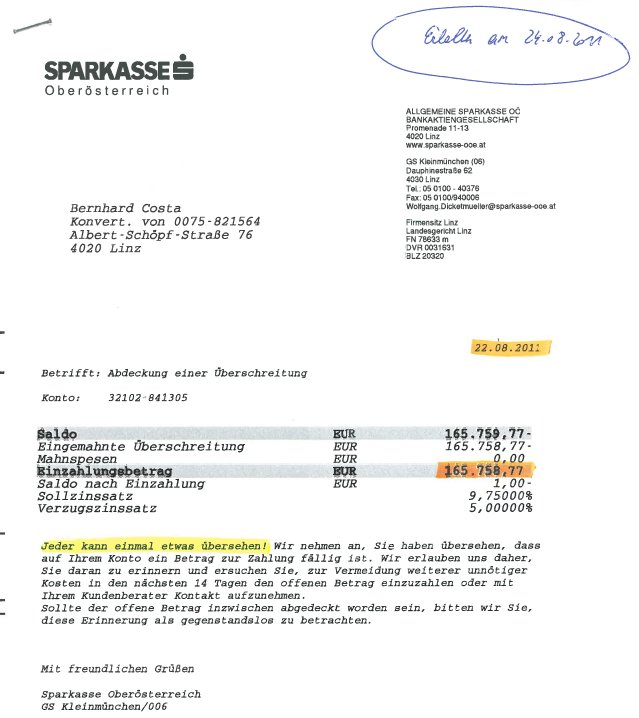 am 24.08.2011
SPARKASSE
Oberösterreich
ALLGEMEINE SPARKASSE OÖ
BANKAKTIENGESELLSCHAFT
Promenade 11-13
4020 Linz
www.sparkasse-ooe.at
GS Kleinmünchen (06)
Dauphinestraße 62
4030 Linz
Tel.: 05 0100 - 40376
Fax: 05 0100/940006
Wolfgang.Dicketmueller@sparkasse-ooe.at
Firmensitz Linz
Landesgericht Linz
FN 78633 m
DVR 0031631
BLZ 20320
Bernhard Costa
Konvert. von 0075-821564
Albert-Schöpf-Straße 76
4020 Linz
22.08.2011
Betrifft: Abdeckung einer Überschreitung
Konto: 32102-841305
Saldo EUR 165.759,77-
Eingemahnte Überschreitung EUR 165.758,77-
Mahnspesen EUR 0,00
Einzahlungsbetrag EUR 165.758,77
Saldo nach Einzahlung EUR 1,00-
Sollzinssatz 9,75000%
Verzugszinssatz 5,00000%
Jeder kann einmal etwas übersehen! Wir nehmen an, Sie haben übersehen, dass
auf Ihrem Konto ein Betrag zur Zahlung fällig ist. Wir erlauben uns daher,
Sie daran zu erinnern und ersuchen Sie, zur Vermeidung weiterer unnötiger
Kosten in den nächsten 14 Tagen den offenen Betrag einzuzahlen oder mit
Ihrem Kundenberater Kontakt aufzunehmen.
Sollte der offene Betrag inzwischen abgedeckt worden sein, bitten wir Sie,
diese Erinnerung als gegenstandslos zu betrachten.
Mit freundlichen Grüßen
Sparkasse Oberösterreich
GS Kleinmünchen/006